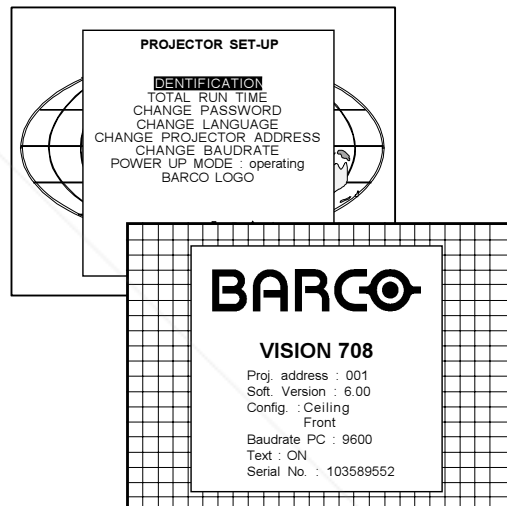 PROJECTOR SET-UP
DENTIFICATION
TOTAL RUN TIME
CHANGE PASSWORD
CHANGE LANGUAGE
CHANGE PROJECTOR ADDRESS
CHANGE BAUDRATE
POWER UP MODE : operating
BARCO LOGO
BARCO
VISION 708
Proj. address : 001
Soft. Version : 6.00
Config. : Ceiling
Front
Baudrate PC : 9600
Text : ON
Serial No. : 103589552